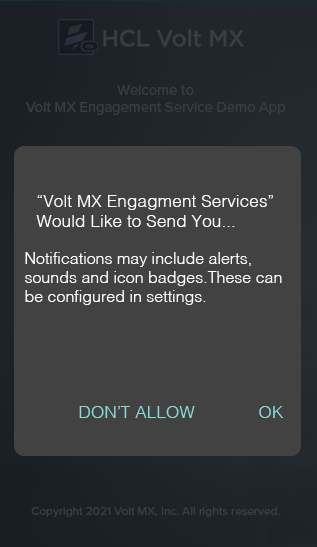 HCL Volt MX
Welcome to
Volt MX Engagement Service Demo App
“Volt MX Engagment Services”
Would Like to Send You...
Notifications may include alerts,
sounds and icon badges.These can
be configured in settings.
DON’T ALLOW OK
Copyright 2021 Volt MX, Inc. All rights reserved.